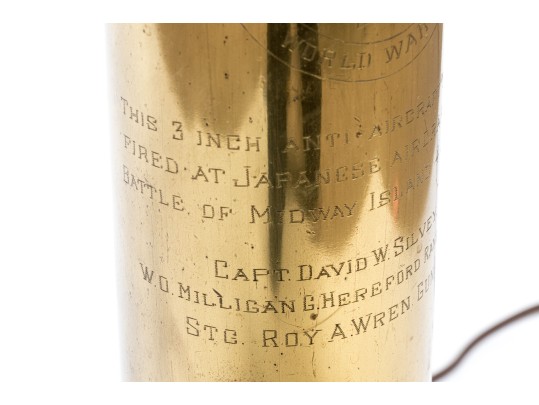 WORLD WAR
THIS 3 INCH ANTI-AIRCRAFT
FIRED AT JAPANESE
BATTLE OF MIDWAY ISLAND
CAPT. DAVID W. SILVEY
W.O. MILLIGAN G. HEREFORD
STG. ROY A. WREN